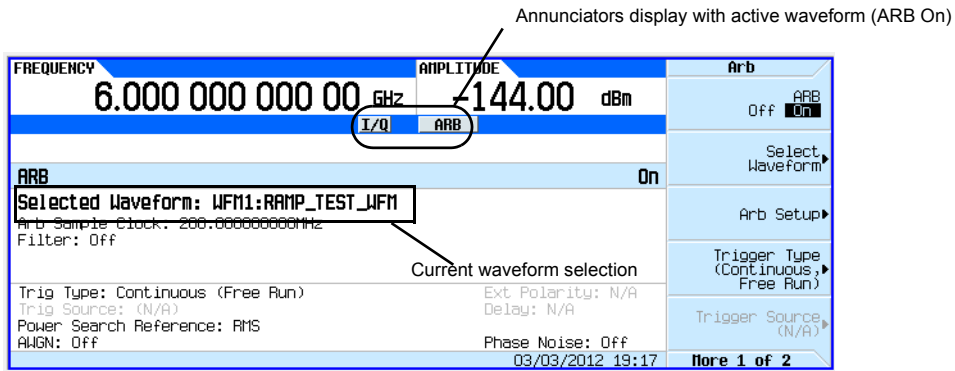 Annunciators display with active waveform (ARB On)
FREQUENCY
AMPLITUDE
6.000 000 000 00 GHz
-144.00 dBm
I/Q
ARB
ARB
On
Selected Waveform: WFM1:RAMP_TEST_WFM
Arb Sample Clock: 200.000000000MHz
Filter: Off
Current waveform selection
Trig Type: Continuous (Free Run)
Ext Polarity: N/A
Trig Source: (N/A)
Delay: N/A
Power Search Reference: RMS
AWGN: Off
Phase Noise: Off
03/03/2012 19:17
Arb
ARB
Off On
Select
Waveform
Arb Setup
Trigger Type
(Continuous,
Free Run)
Trigger Source
(N/A)
More 1 of 2